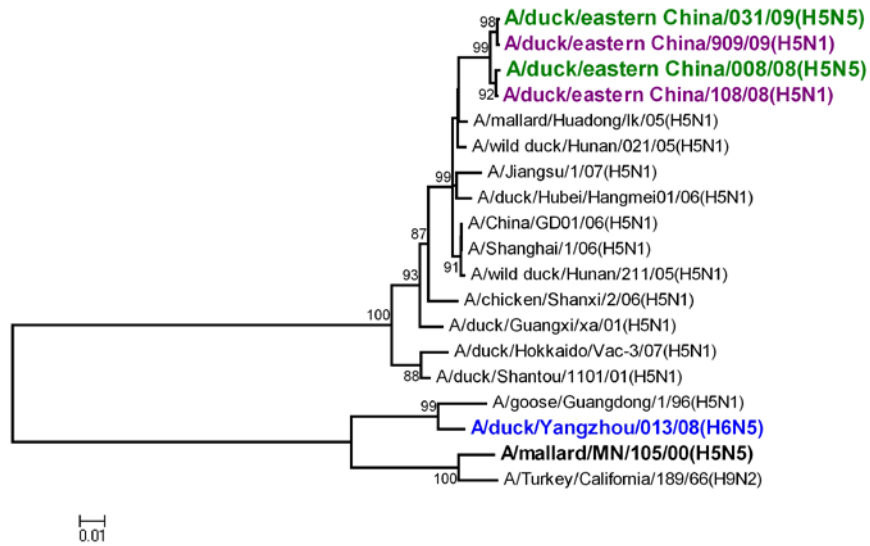 98
A/duck/eastern China/031/09(H5N5)
99
A/duck/eastern China/909/09(H5N1)
A/duck/eastern China/008/08(H5N5)
92
A/duck/eastern China/108/08(H5N1)
A/mallard/Huadong/lk/05(H5N1)
A/wild duck/Hunan/021/05(H5N1)
99
A/Jiangsu/1/07(H5N1)
A/duck/Hubei/Hangmei01/06(H5N1)
A/China/GD01/06(H5N1)
87
A/Shanghai/1/06(H5N1)
91
A/wild duck/Hunan/211/05(H5N1)
93
A/chicken/Shanxi/2/06(H5N1)
100
A/duck/Guangxi/xa/01(H5N1)
A/duck/Hokkaido/Vac-3/07(H5N1)
88
A/duck/Shantou/1101/01(H5N1)
99
A/goose/Guangdong/1/96(H5N1)
A/duck/Yangzhou/013/08(H6N5)
A/mallard/MN/105/00(H5N5)
100
A/Turkey/California/189/66(H9N2)
0.01